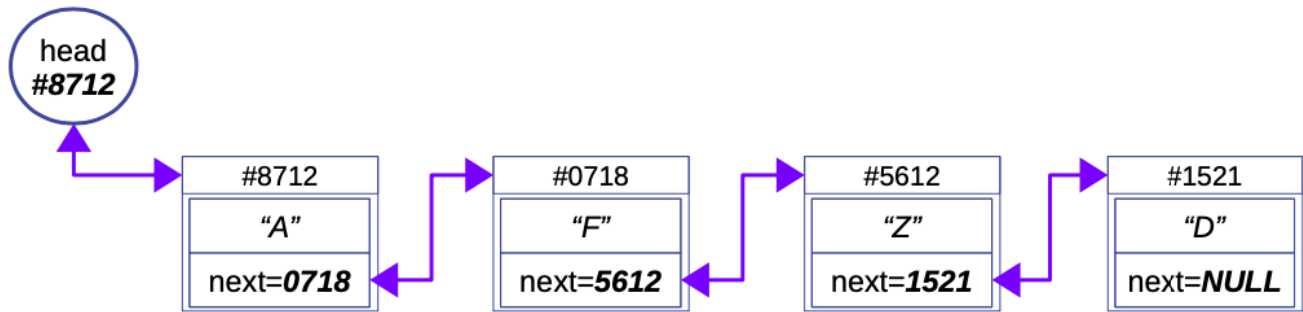 head
#8712
#8712
“A”
next=0718
#0718
“F”
next=5612
#5612
“Z”
next=1521
#1521
“D”
next=NULL